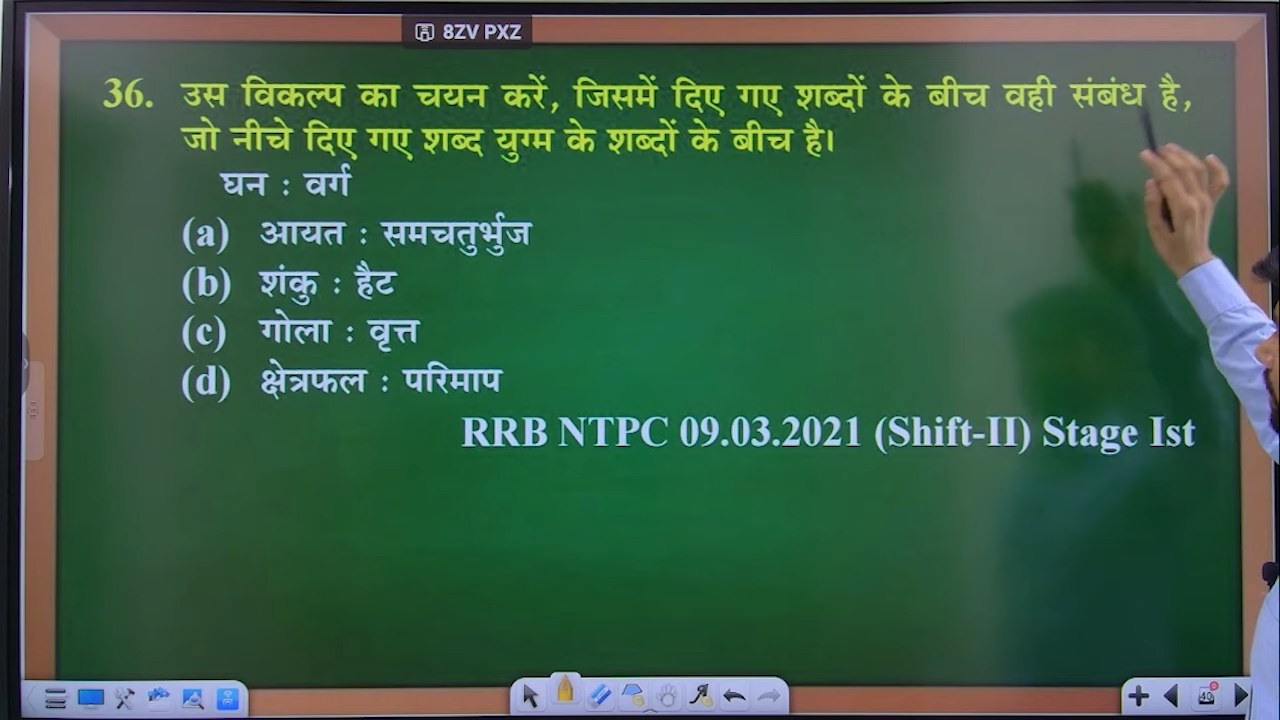 8ZV PXZ
36. उस विकल्प का चयन करें, जिसमें दिए गए शब्दों के बीच वही संबंध है,
जो नीचे दिए गए शब्द युग्म के शब्दों के बीच है।
घन : वर्ग
(a) आयत : समचतुर्भुज
(b) शंकु : हैट
(c) गोला : वृत्त
(d) क्षेत्रफल : परिमाप
RRB NTPC 09.03.2021 (Shift-II) Stage Ist
40